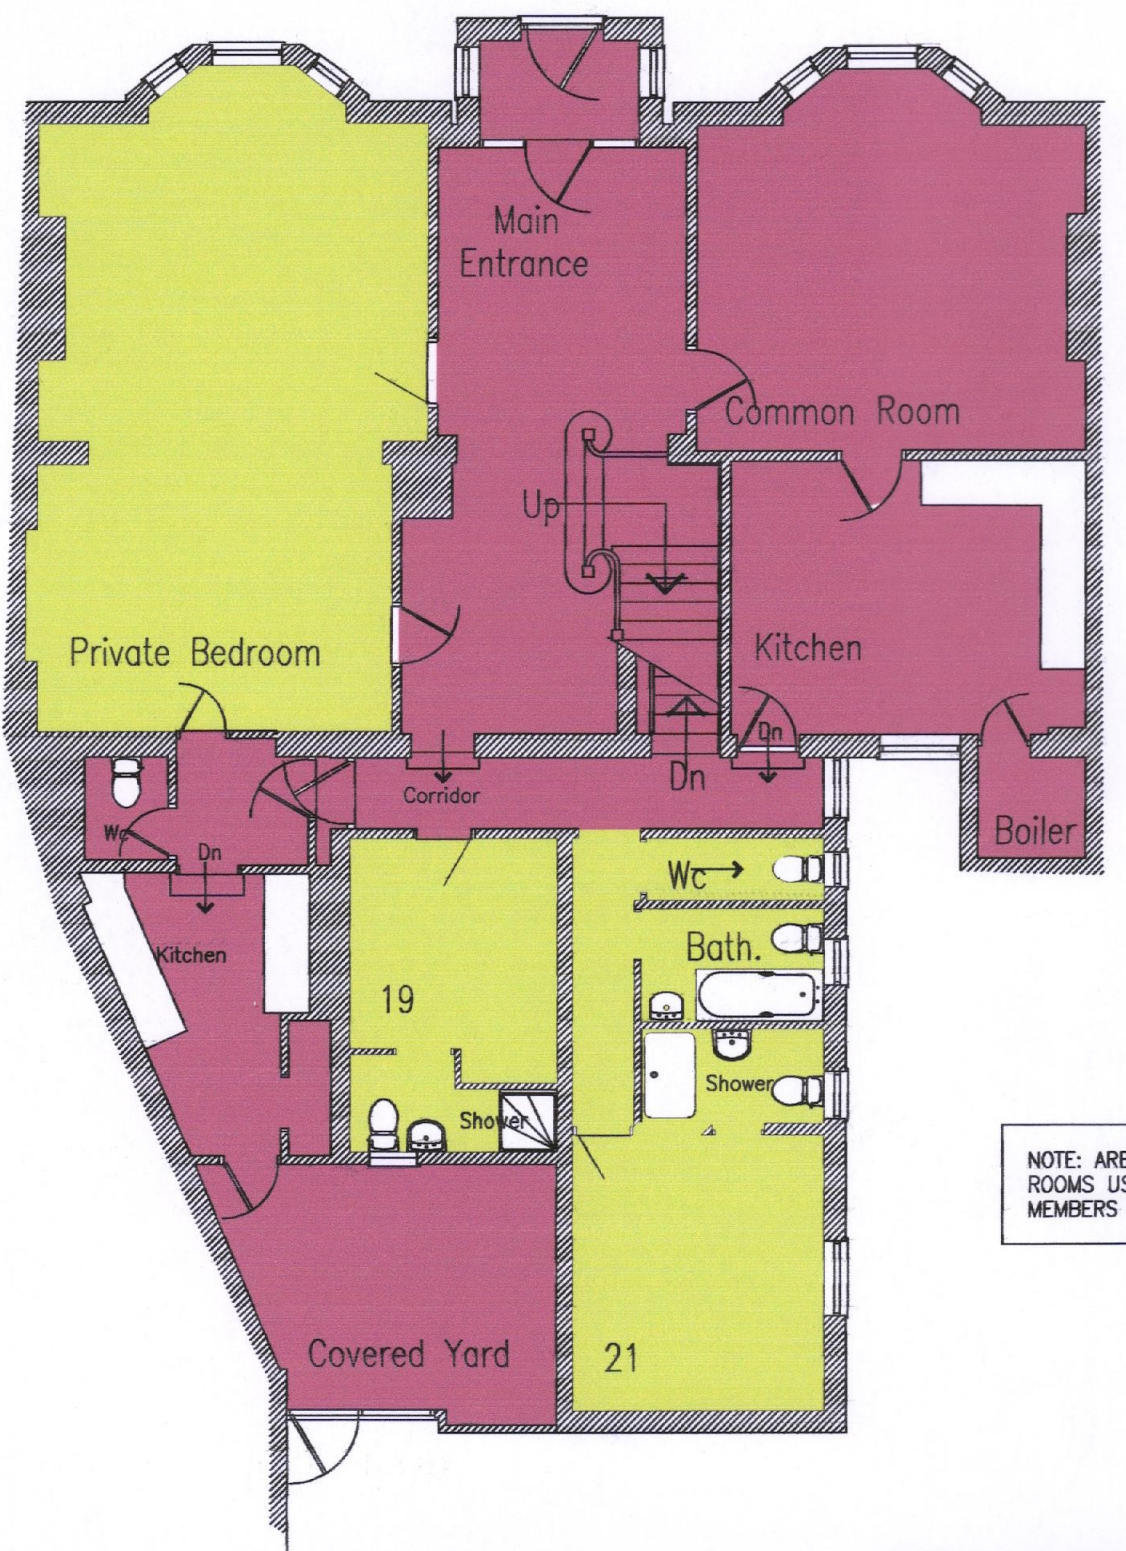 Main
Entrance
Common Room
Up
Private Bedroom
Kitchen
Dn
Dn
Corridor
Wc
Dn
Boiler
Wc
Kitchen
Bath.
19
Shower
Shower
Covered Yard
21
NOTE: ARE
ROOMS US
MEMBERS